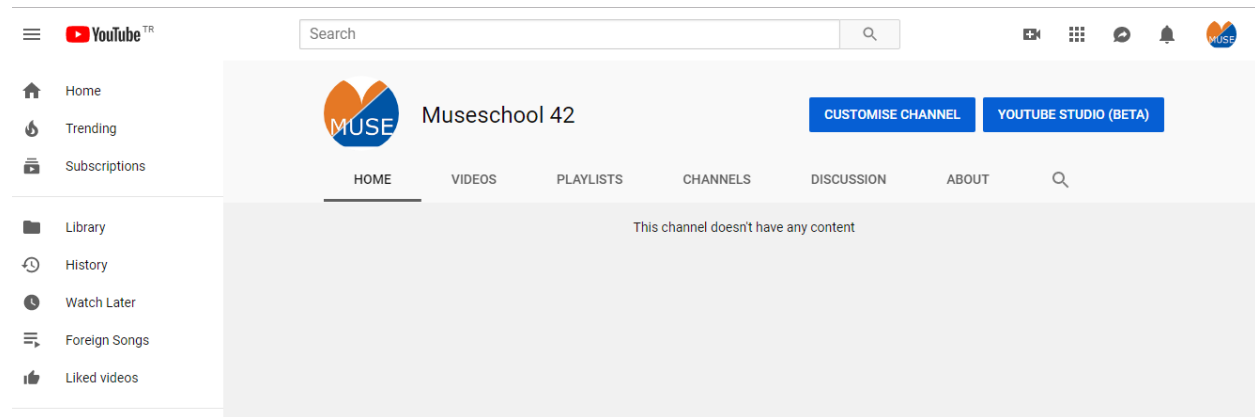 YouTube TR
Search
MUSE
Home
Trending
Subscriptions
Library
History
Watch Later
Foreign Songs
Liked videos
MUSE
Museschool 42
CUSTOMISE CHANNEL
YOUTUBE STUDIO (BETA)
HOME VIDEOS PLAYLISTS CHANNELS DISCUSSION ABOUT
This channel doesn't have any content